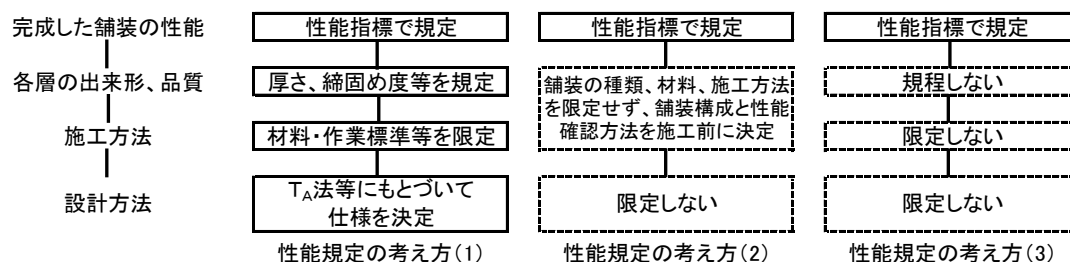 完成した舗装の性能
性能指標で規定
性能指標で規定
性能指標で規定
各層の出来形、品質
厚さ、締固め度等を規定
舗装の種類、材料、施工方法
を限定せず、舗装構成と性能
確認方法を施工前に決定
規程しない
施工方法
材料・作業標準等を限定
限定しない
設計方法
TA法等にもとづいて
仕様を決定
限定しない
限定しない
性能規定の考え方(1)
性能規定の考え方(2)
性能規定の考え方(3)